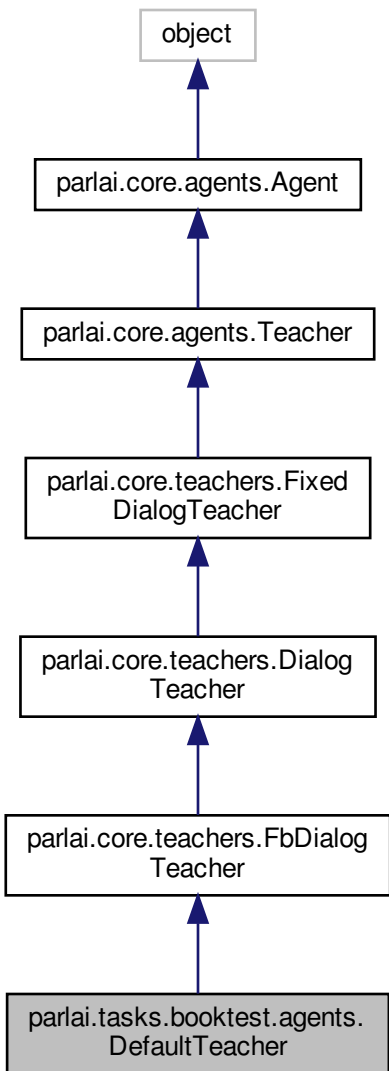 object
parlai.core.agents.Agent
parlai.core.agents.Teacher
parlai.core.teachers.Fixed
DialogTeacher
parlai.core.teachers.Dialog
Teacher
parlai.core.teachers.FbDialog
Teacher
parlai.tasks.booktest.agents.
DefaultTeacher